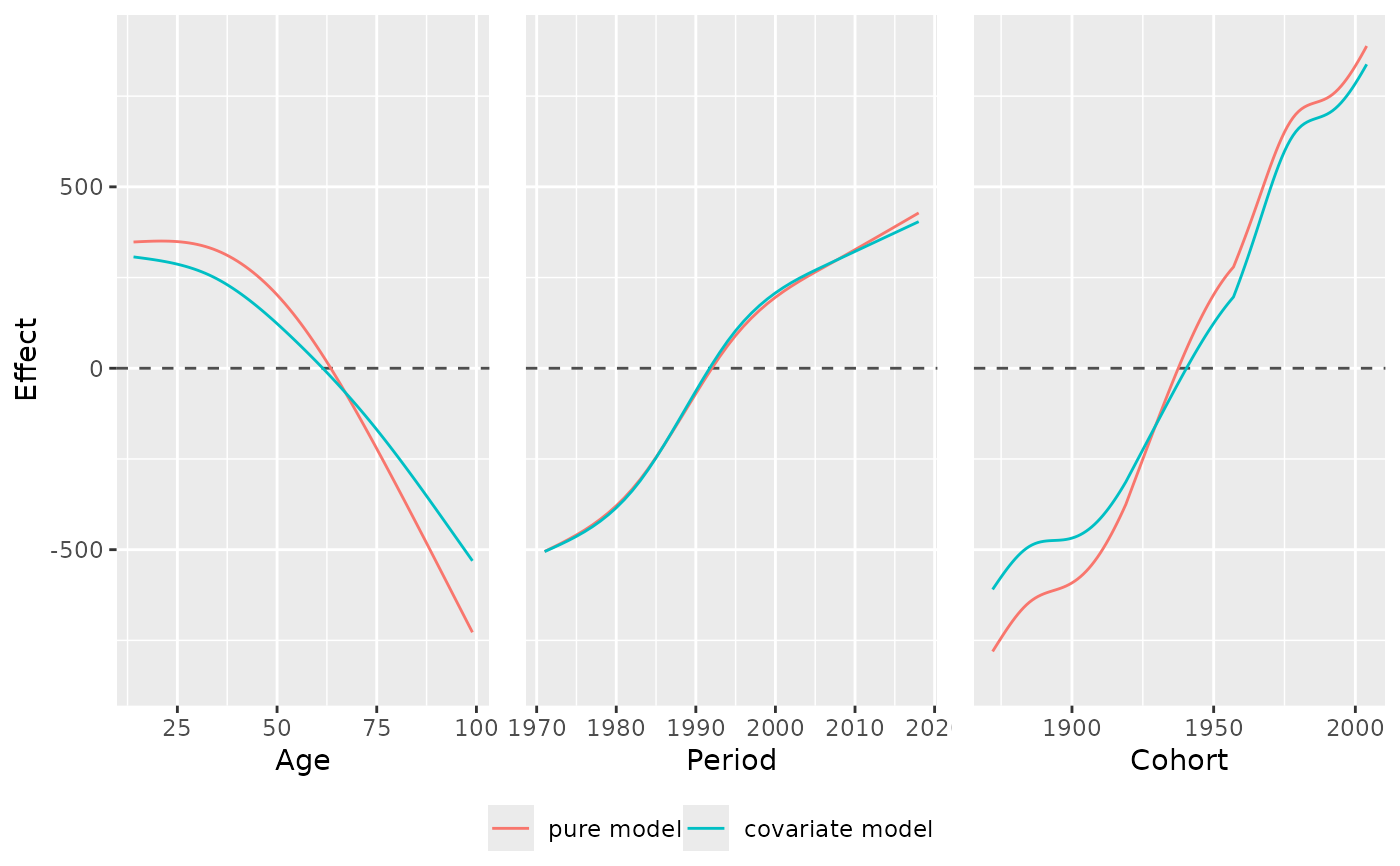 Effect
500
0
-500
25 50 75 100 1970 1980 1990 2000 2010 202 1900 1950 2000
Age Period Cohort
pure model covariate model